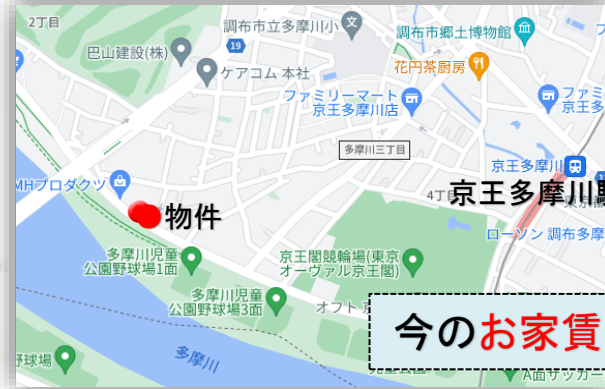 2丁目
調布市立多摩川小
調布市郷土博物館
巴山建設(株)
19
ケアコム 本社
花円茶厨房
ファミリーマート
京王多摩川店
ファミ
京王多
多摩川三丁目
京王多摩川
MHプロダクツ
4丁
京王多摩川駅
物件
ローソン 調布多摩
多摩川児童
公園野球場1面
京王閣競輪場(東京
オーヴァル京王閣)
多摩川児童
公園野球場3面
オフト 京
今のお家賃
多摩川
野球場
A面サッカー